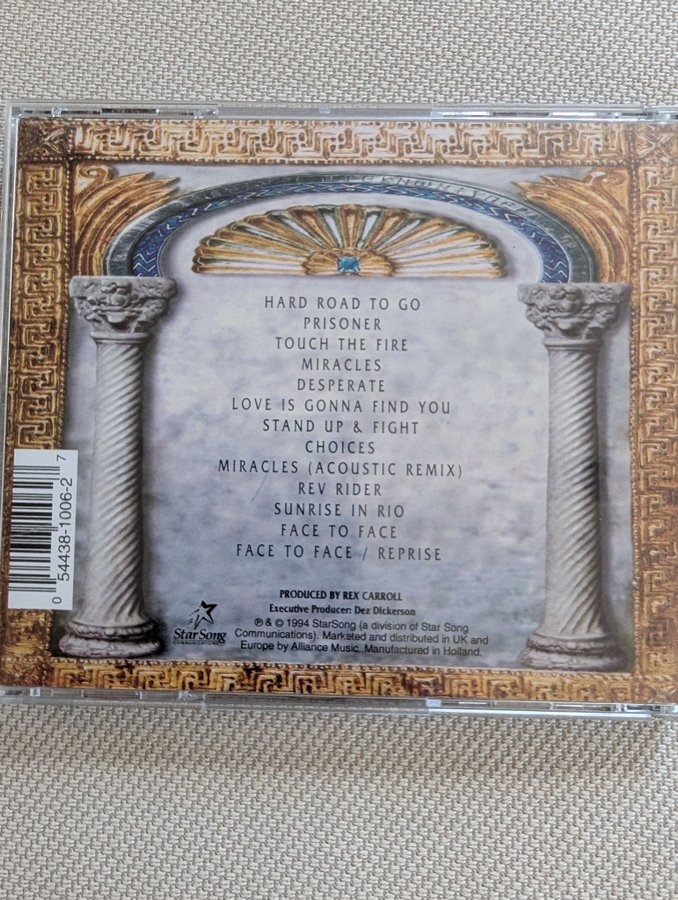 HARD ROAD TO GO
PRISONER
TOUCH THE FIRE
MIRACLES
DESPERATE
LOVE IS GONNA FIND YOU
STAND UP & FIGHT
CHOICES
MIRACLES (ACOUSTIC REMIX)
REV RIDER
SUNRISE IN RIO
FACE TO FACE
FACE TO FACE / REPRISE
0 54438-1006-2 7
PRODUCED BY REX CARROLL
Executive Producer: Dez Dickerson
StarSong
COMMUNICATIONS
℗ & © 1994 StarSong (a division of Star Song
Communications). Marketed and distributed in UK and
Europe by Alliance Music. Manufactured in Holland.